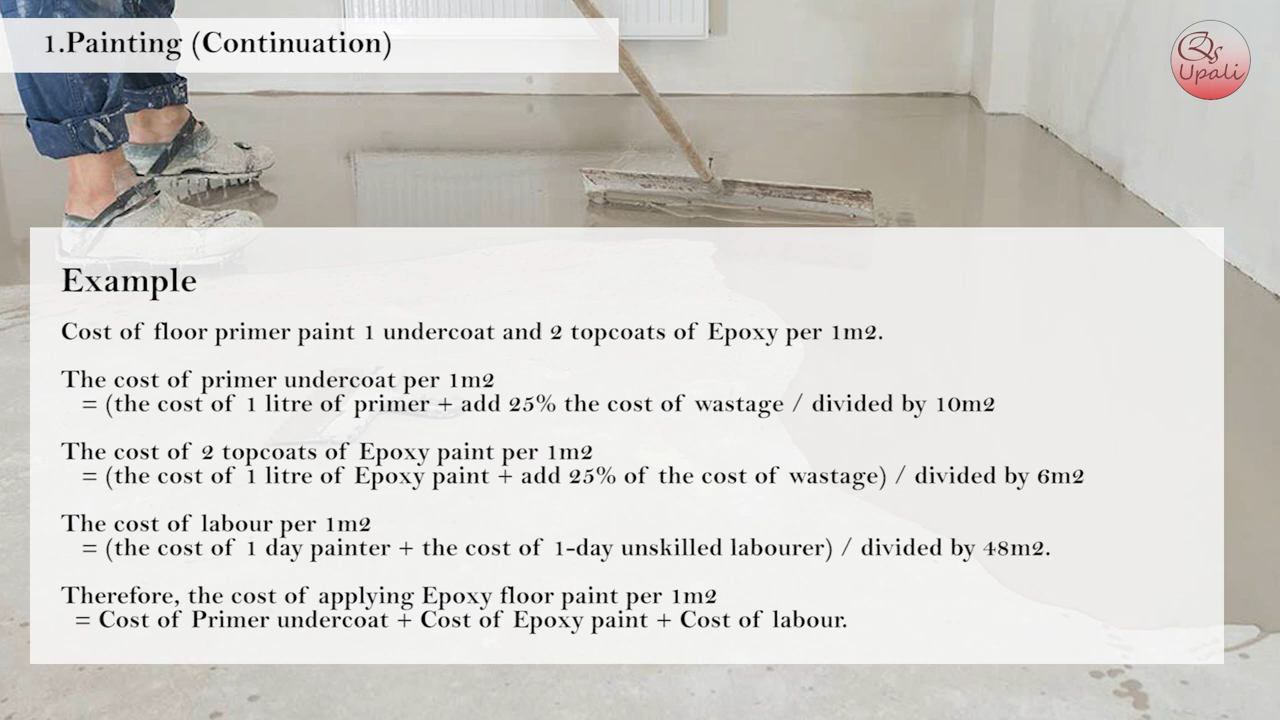 1.Painting (Continuation)
Qs
Upali
Example
Cost of floor primer paint 1 undercoat and 2 topcoats of Epoxy per 1m2.
The cost of primer undercoat per 1m2
= (the cost of 1 litre of primer + add 25% the cost of wastage / divided by 10m2
The cost of 2 topcoats of Epoxy paint per 1m2
= (the cost of 1 litre of Epoxy paint + add 25% of the cost of wastage) / divided by 6m2
The cost of labour per 1m2
= (the cost of 1 day painter + the cost of 1-day unskilled labourer) / divided by 48m2.
Therefore, the cost of applying Epoxy floor paint per 1m2
= Cost of Primer undercoat + Cost of Epoxy paint + Cost of labour.